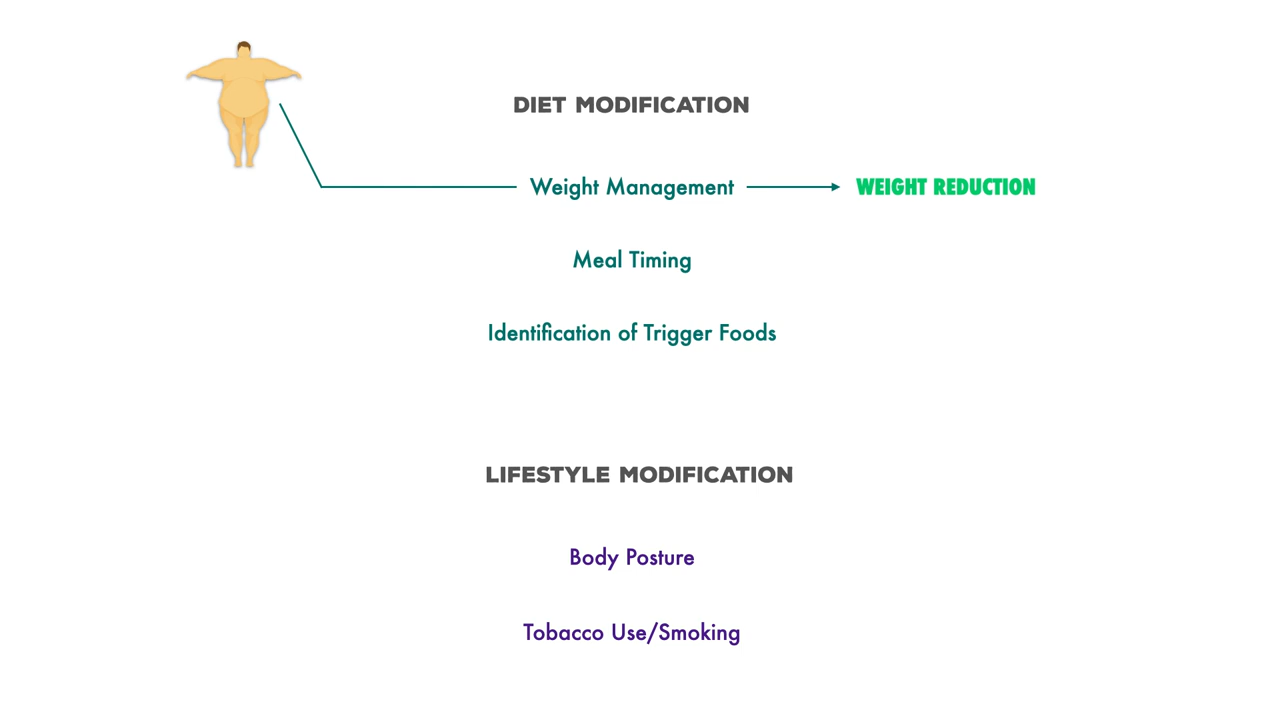 DIET MODIFICATION
Weight Management
WEIGHT REDUCTION
Meal Timing
Identification of Trigger Foods
LIFESTYLE MODIFICATION
Body Posture
Tobacco Use/Smoking